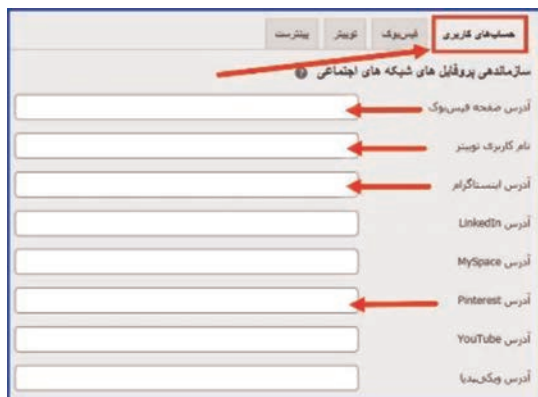 حساب‌های کاربری فیس‌بوک توییتر پینترست
سازماندهی پروفایل های شبکه های اجتماعی ?
آدرس صفحه فیس‌بوک
نام کاربری توییتر
آدرس اینستاگرام
آدرس LinkedIn
آدرس MySpace
آدرس Pinterest
آدرس YouTube
آدرس ویکی‌پدیا